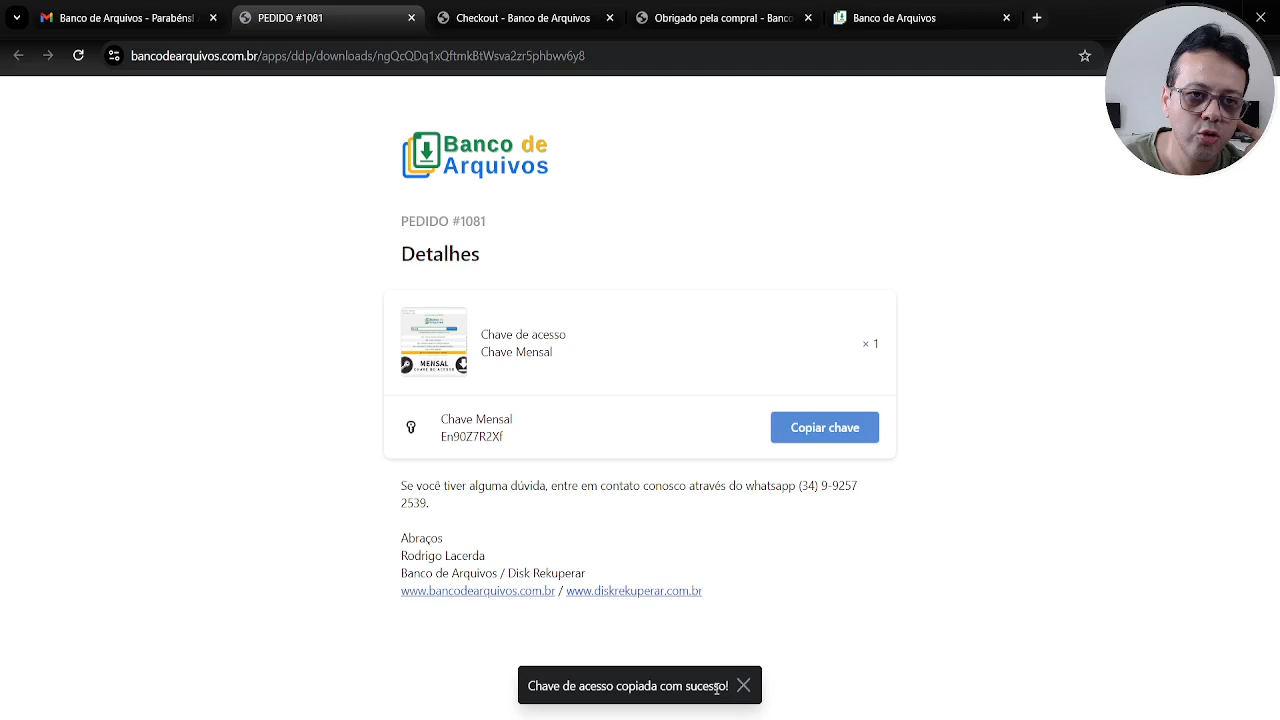 Banco de Arquivos - Parabéns!
PEDIDO #1081
Checkout - Banco de Arquivos
Obrigado pela compra! - Banco
Banco de Arquivos
bancodearquivos.com.br/apps/ddp/downloads/ngQcQDq1xQftmkBtWsva2zr5phbwv6y8
Banco de
Arquivos
PEDIDO #1081
Detalhes
Chave de acesso
Chave Mensal
× 1
MENSAL
CHAVE DE ACESSO
Chave Mensal
En90Z7R2Xf
Copiar chave
Se você tiver alguma dúvida, entre em contato conosco através do whatsapp (34) 9-9257
2539.
Abraços
Rodrigo Lacerda
Banco de Arquivos / Disk Rekuperar
www.bancodearquivos.com.br / www.diskrekuperar.com.br
Chave de acesso copiada com sucesso!